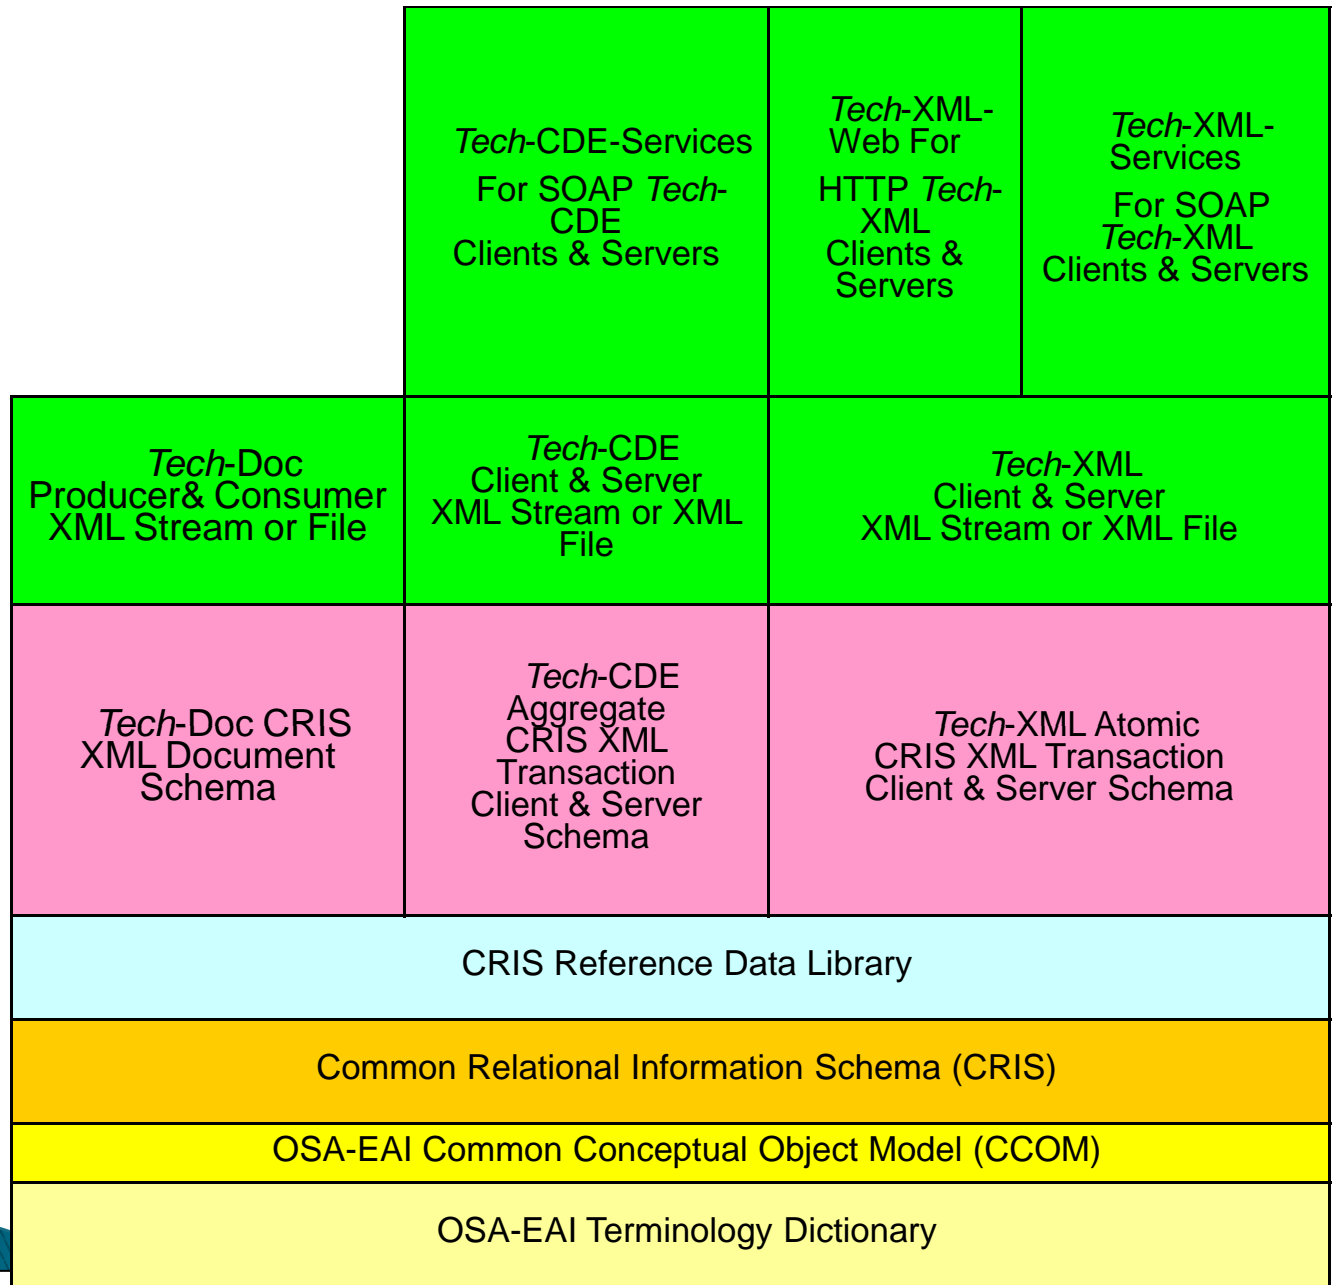 Tech-CDE-Services
For SOAP Tech-
CDE
Clients & Servers
Tech-XML-
Web For
HTTP Tech-
XML
Clients &
Servers
Tech-XML-
Services
For SOAP
Tech-XML
Clients & Servers
Tech-Doc
Producer& Consumer
XML Stream or File
Tech-CDE
Client & Server
XML Stream or XML
File
Tech-XML
Client & Server
XML Stream or XML File
Tech-Doc CRIS
XML Document
Schema
Tech-CDE
Aggregate
CRIS XML
Transaction
Client & Server
Schema
Tech-XML Atomic
CRIS XML Transaction
Client & Server Schema
CRIS Reference Data Library
Common Relational Information Schema (CRIS)
OSA-EAI Common Conceptual Object Model (CCOM)
OSA-EAI Terminology Dictionary